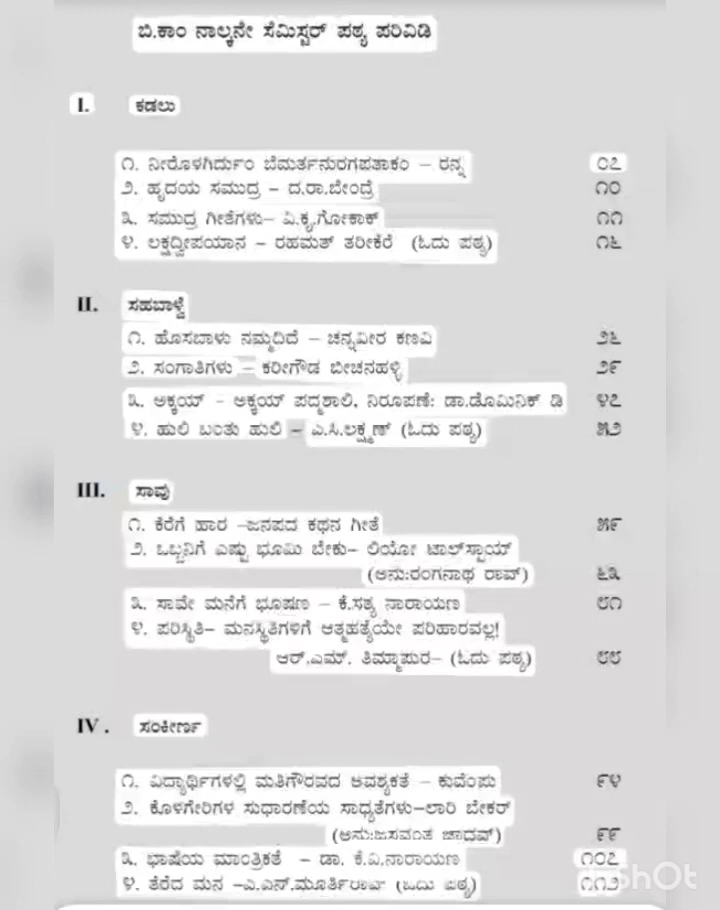 ಬಿ.ಕಾಂ ನಾಲ್ಕನೇ ಸೆಮಿಸ್ಟರ್ ಪಠ್ಯ ಪರಿವಿಡಿ
I. ಕಡಲು
೧. ನೀರೊಳಗಿರ್ದುಂ ಬೆಮರ್ತನುರಗಪತಾಕಂ – ರನ್ನ ೦೭
೨. ಹೃದಯ ಸಮುದ್ರ – ದ.ರಾ.ಬೇಂದ್ರೆ ೧೦
೩. ಸಮುದ್ರ ಗೀತೆಗಳು– ವಿ.ಕೃ.ಗೋಕಾಕ್ ೧೧
೪. ಲಕ್ಷದ್ವೀಪಯಾನ – ರಹಮತ್ ತರೀಕೆರೆ (ಓದು ಪಠ್ಯ) ೧೬
II. ಸಹಬಾಳ್ವೆ
೧. ಹೊಸಬಾಳು ನಮ್ಮದಿದೆ – ಚನ್ನವೀರ ಕಣವಿ ೨೬
೨. ಸಂಗಾತಿಗಳು – ಕರೀಗೌಡ ಬೀಚನಹಳ್ಳಿ ೨೯
೩. ಅಕ್ಕಯ್ – ಅಕ್ಕಯ್ ಪದ್ಮಶಾಲಿ, ನಿರೂಪಣೆ: ಡಾ.ಡೊಮಿನಿಕ್ ಡಿ ೪೭
೪. ಹುಲಿ ಬಂತು ಹುಲಿ – ಎ.ಸಿ.ಲಕ್ಷ್ಮಣ್ (ಓದು ಪಠ್ಯ) ೫೨
III. ಸಾವು
೧. ಕೆರೆಗೆ ಹಾರ –ಜನಪದ ಕಥನ ಗೀತೆ ೫೯
೨. ಒಬ್ಬನಿಗೆ ಎಷ್ಟು ಭೂಮಿ ಬೇಕು– ಲಿಯೋ ಟಾಲ್‌ಸ್ಟಾಯ್
(ಅನು:ರಂಗನಾಥ ರಾವ್) ೬೩
೩. ಸಾವೇ ಮನೆಗೆ ಭೂಷಣ – ಕೆ.ಸತ್ಯ ನಾರಾಯಣ ೮೧
೪. ಪರಿಸ್ಥಿತಿ– ಮನಸ್ಥಿತಿಗಳಿಗೆ ಆತ್ಮಹತ್ಯೆಯೇ ಪರಿಹಾರವಲ್ಲ!
ಆರ್.ಎಮ್. ತಿಮ್ಮಾಪುರ– (ಓದು ಪಠ್ಯ) ೮೮
IV . ಸಂಕೀರ್ಣ
೧. ವಿದ್ಯಾರ್ಥಿಗಳಲ್ಲಿ ಮತಿಗೌರವದ ಅವಶ್ಯಕತೆ – ಕುವೆಂಪು ೯೪
೨. ಕೊಳಗೇರಿಗಳ ಸುಧಾರಣೆಯ ಸಾಧ್ಯತೆಗಳು–ಲಾರಿ ಬೇಕರ್
(ಅನು:ಜಸವಂತ ಜಾಧವ್) ೯೯
೩. ಭಾಷೆಯ ಮಾಂತ್ರಿಕತೆ – ಡಾ. ಕೆ.ವಿ.ನಾರಾಯಣ ೧೦೭
೪. ತೆರೆದ ಮನ –ಎ.ಎನ್.ಮೂರ್ತಿರಾವ್ (ಓದು ಪಠ್ಯ) ೧೧೨